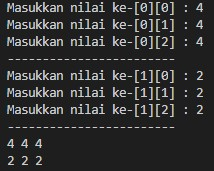 Masukkan nilai ke-[0][0] : 4
Masukkan nilai ke-[0][1] : 4
Masukkan nilai ke-[0][2] : 4
-------------------------
Masukkan nilai ke-[1][0] : 2
Masukkan nilai ke-[1][1] : 2
Masukkan nilai ke-[1][2] : 2
-------------------------
4 4 4
2 2 2